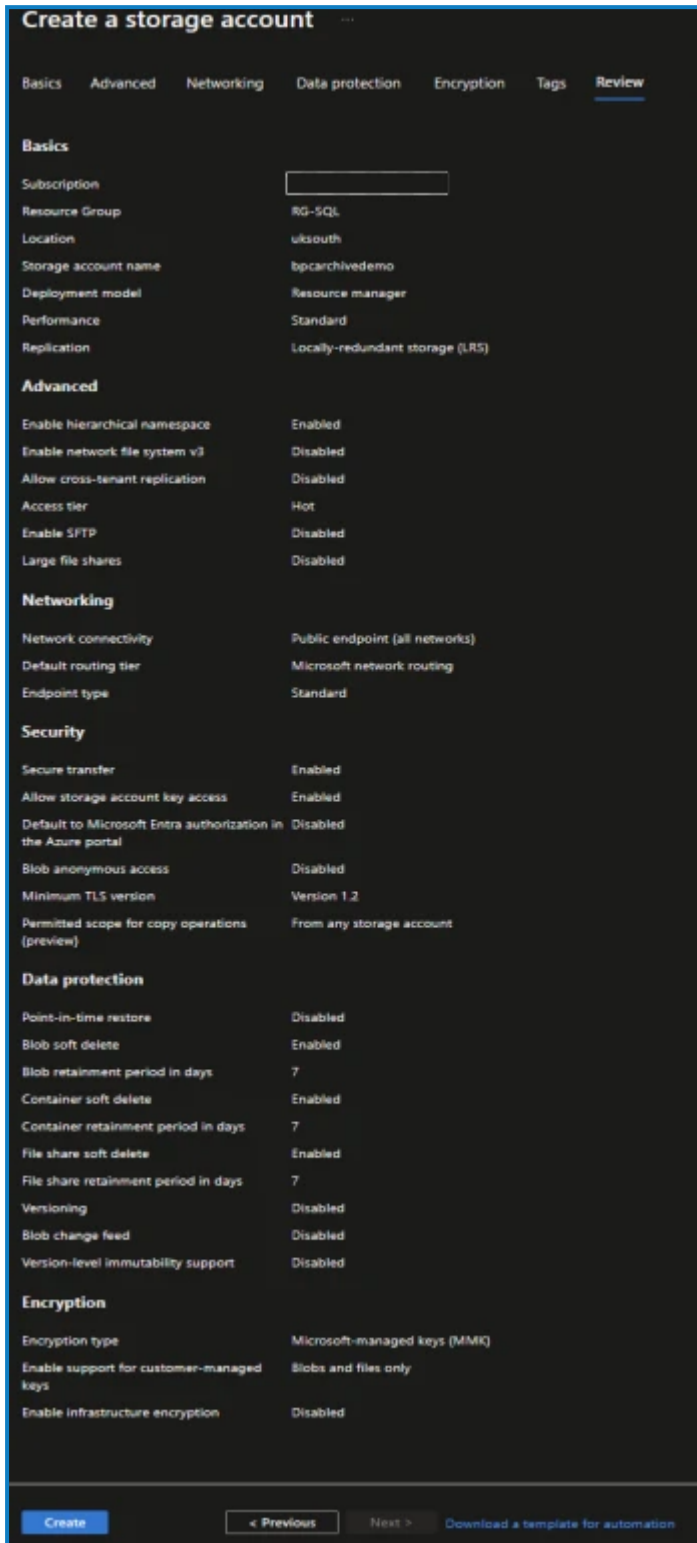 Create a storage account ...
Basics Advanced Networking Data protection Encryption Tags Review
Basics
Subscription
Resource Group RG-SQL
Location uksouth
Storage account name bpcarchivedemo
Deployment model Resource manager
Performance Standard
Replication Locally-redundant storage (LRS)
Advanced
Enable hierarchical namespace Enabled
Enable network file system v3 Disabled
Allow cross-tenant replication Disabled
Access tier Hot
Enable SFTP Disabled
Large file shares Disabled
Networking
Network connectivity Public endpoint (all networks)
Default routing tier Microsoft network routing
Endpoint type Standard
Security
Secure transfer Enabled
Allow storage account key access Enabled
Default to Microsoft Entra authorization in Disabled
the Azure portal
Blob anonymous access Disabled
Minimum TLS version Version 1.2
Permitted scope for copy operations From any storage account
(preview)
Data protection
Point-in-time restore Disabled
Blob soft delete Enabled
Blob retainment period in days 7
Container soft delete Enabled
Container retainment period in days 7
File share soft delete Enabled
File share retainment period in days 7
Versioning Disabled
Blob change feed Disabled
Version-level immutability support Disabled
Encryption
Encryption type Microsoft-managed keys (MMK)
Enable support for customer-managed Blobs and files only
keys
Enable infrastructure encryption Disabled
Create < Previous Next > Download a template for automation